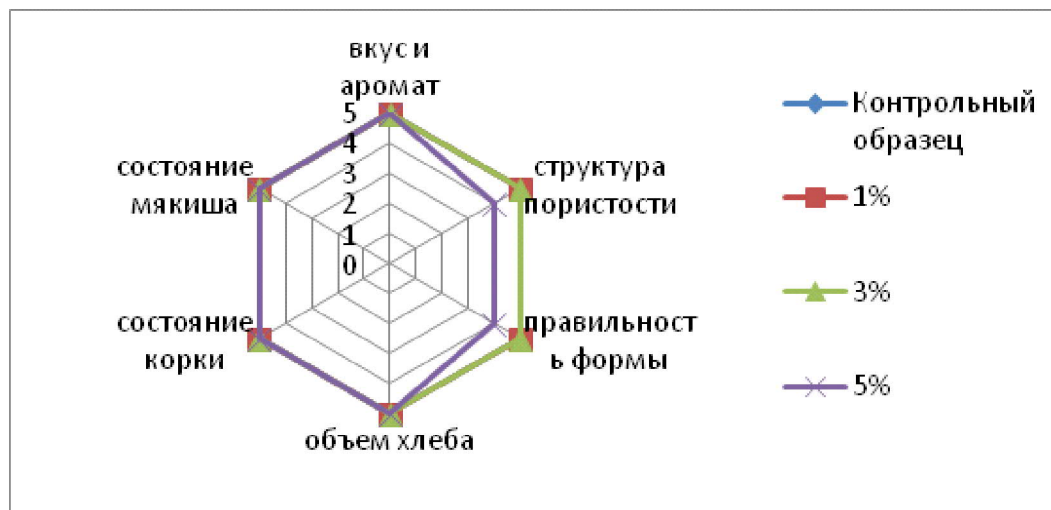 вкус и
аромат
5
4
3
2
1
0
структура
пористости
правильност
ь формы
объем хлеба
состояние
корки
состояние
мякиша
Контрольный
образец
1%
3%
5%